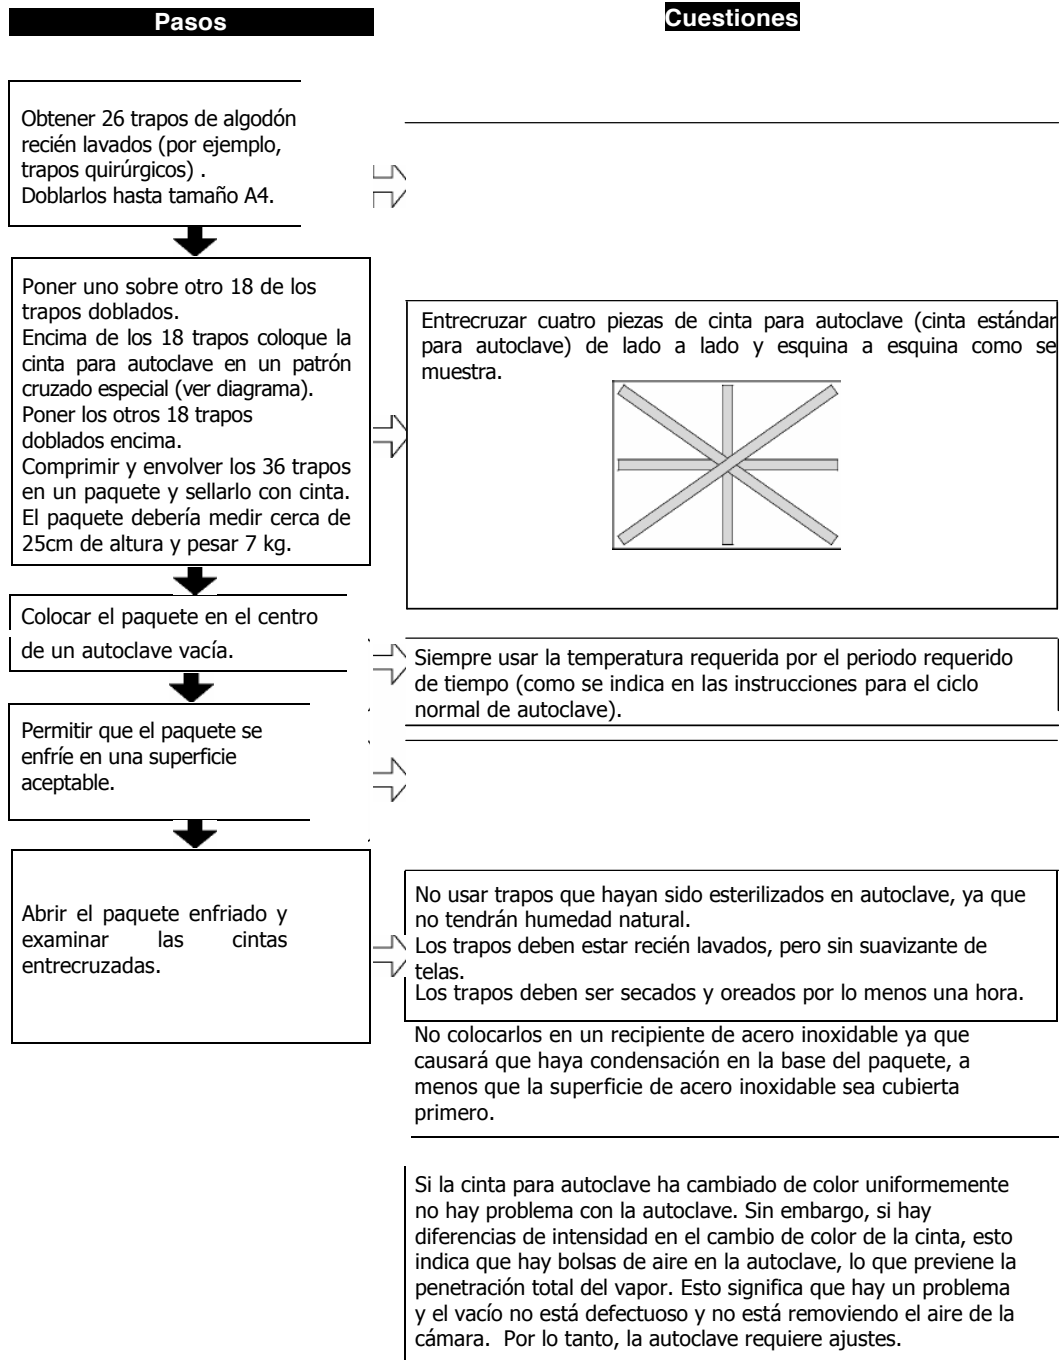 Pasos
Cuestiones
Obtener 26 trapos de algodón
recién lavados (por ejemplo,
trapos quirúrgicos) .
Doblarlos hasta tamaño A4.
Poner uno sobre otro 18 de los
trapos doblados.
Encima de los 18 trapos coloque la
cinta para autoclave en un patrón
cruzado especial (ver diagrama).
Poner los otros 18 trapos
doblados encima.
Comprimir y envolver los 36 trapos
en un paquete y sellarlo con cinta.
El paquete debería medir cerca de
25cm de altura y pesar 7 kg.
Entrecruzar cuatro piezas de cinta para autoclave (cinta estándar
para autoclave) de lado a lado y esquina a esquina como se
muestra.
Colocar el paquete en el centro
de un autoclave vacía.
Siempre usar la temperatura requerida por el periodo requerido
de tiempo (como se indica en las instrucciones para el ciclo
normal de autoclave).
Permitir que el paquete se
enfríe en una superficie
aceptable.
Abrir el paquete enfriado y
examinar las cintas
entrecruzadas.
No usar trapos que hayan sido esterilizados en autoclave, ya que
no tendrán humedad natural.
Los trapos deben estar recién lavados, pero sin suavizante de
telas.
Los trapos deben ser secados y oreados por lo menos una hora.
No colocarlos en un recipiente de acero inoxidable ya que
causará que haya condensación en la base del paquete, a
menos que la superficie de acero inoxidable sea cubierta
primero.
Si la cinta para autoclave ha cambiado de color uniformemente
no hay problema con la autoclave. Sin embargo, si hay
diferencias de intensidad en el cambio de color de la cinta, esto
indica que hay bolsas de aire en la autoclave, lo que previene la
penetración total del vapor. Esto significa que hay un problema
y el vacío no está defectuoso y no está removiendo el aire de la
cámara.  Por lo tanto, la autoclave requiere ajustes.